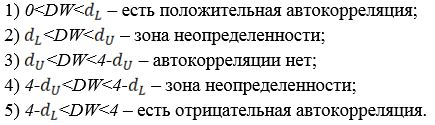 1) 0<DW<d_L – есть положительная автокорреляция;
2) d_L<DW<d_U – зона неопределенности;
3) d_U<DW<4-d_U – автокорреляции нет;
4) 4-d_U<DW<4-d_L – зона неопределенности;
5) 4-d_L<DW<4 – есть отрицательная автокорреляция.